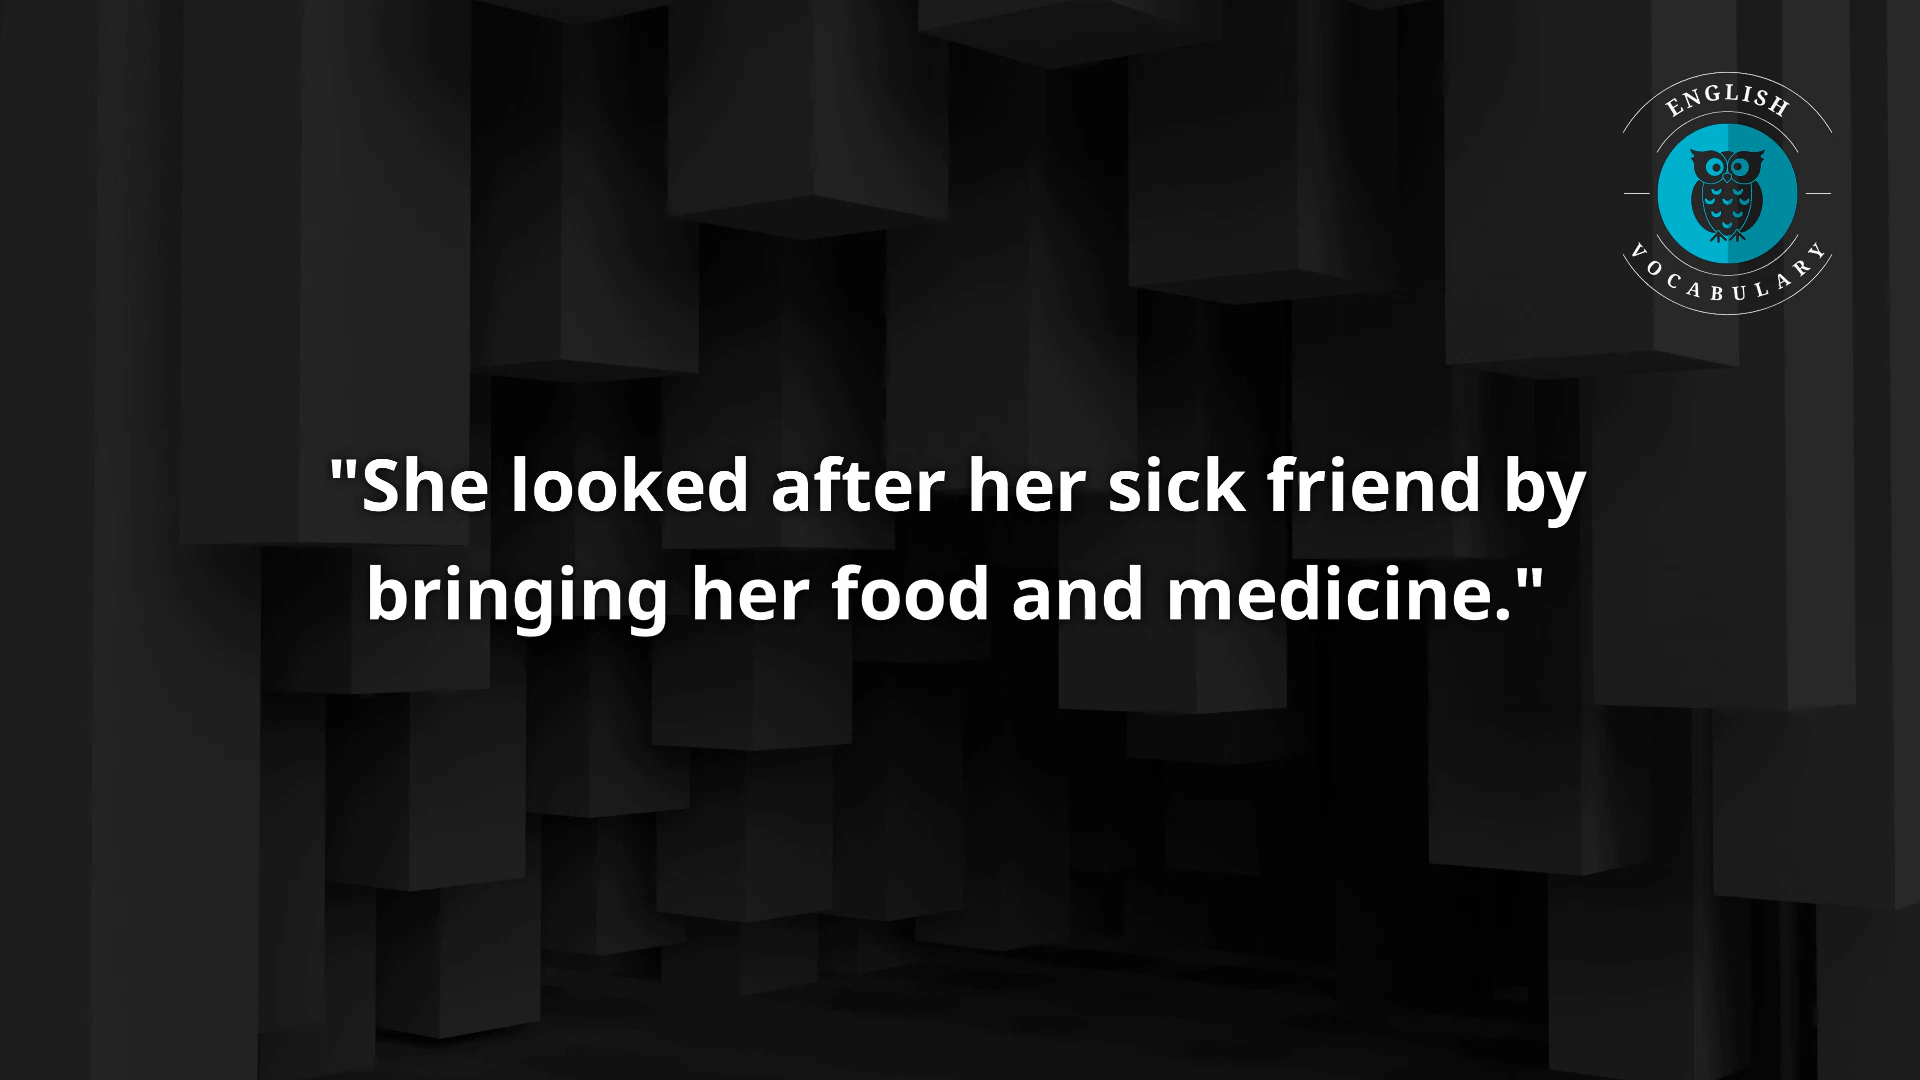 ENGLISH
VOCABULARY
"She looked after her sick friend by
bringing her food and medicine."